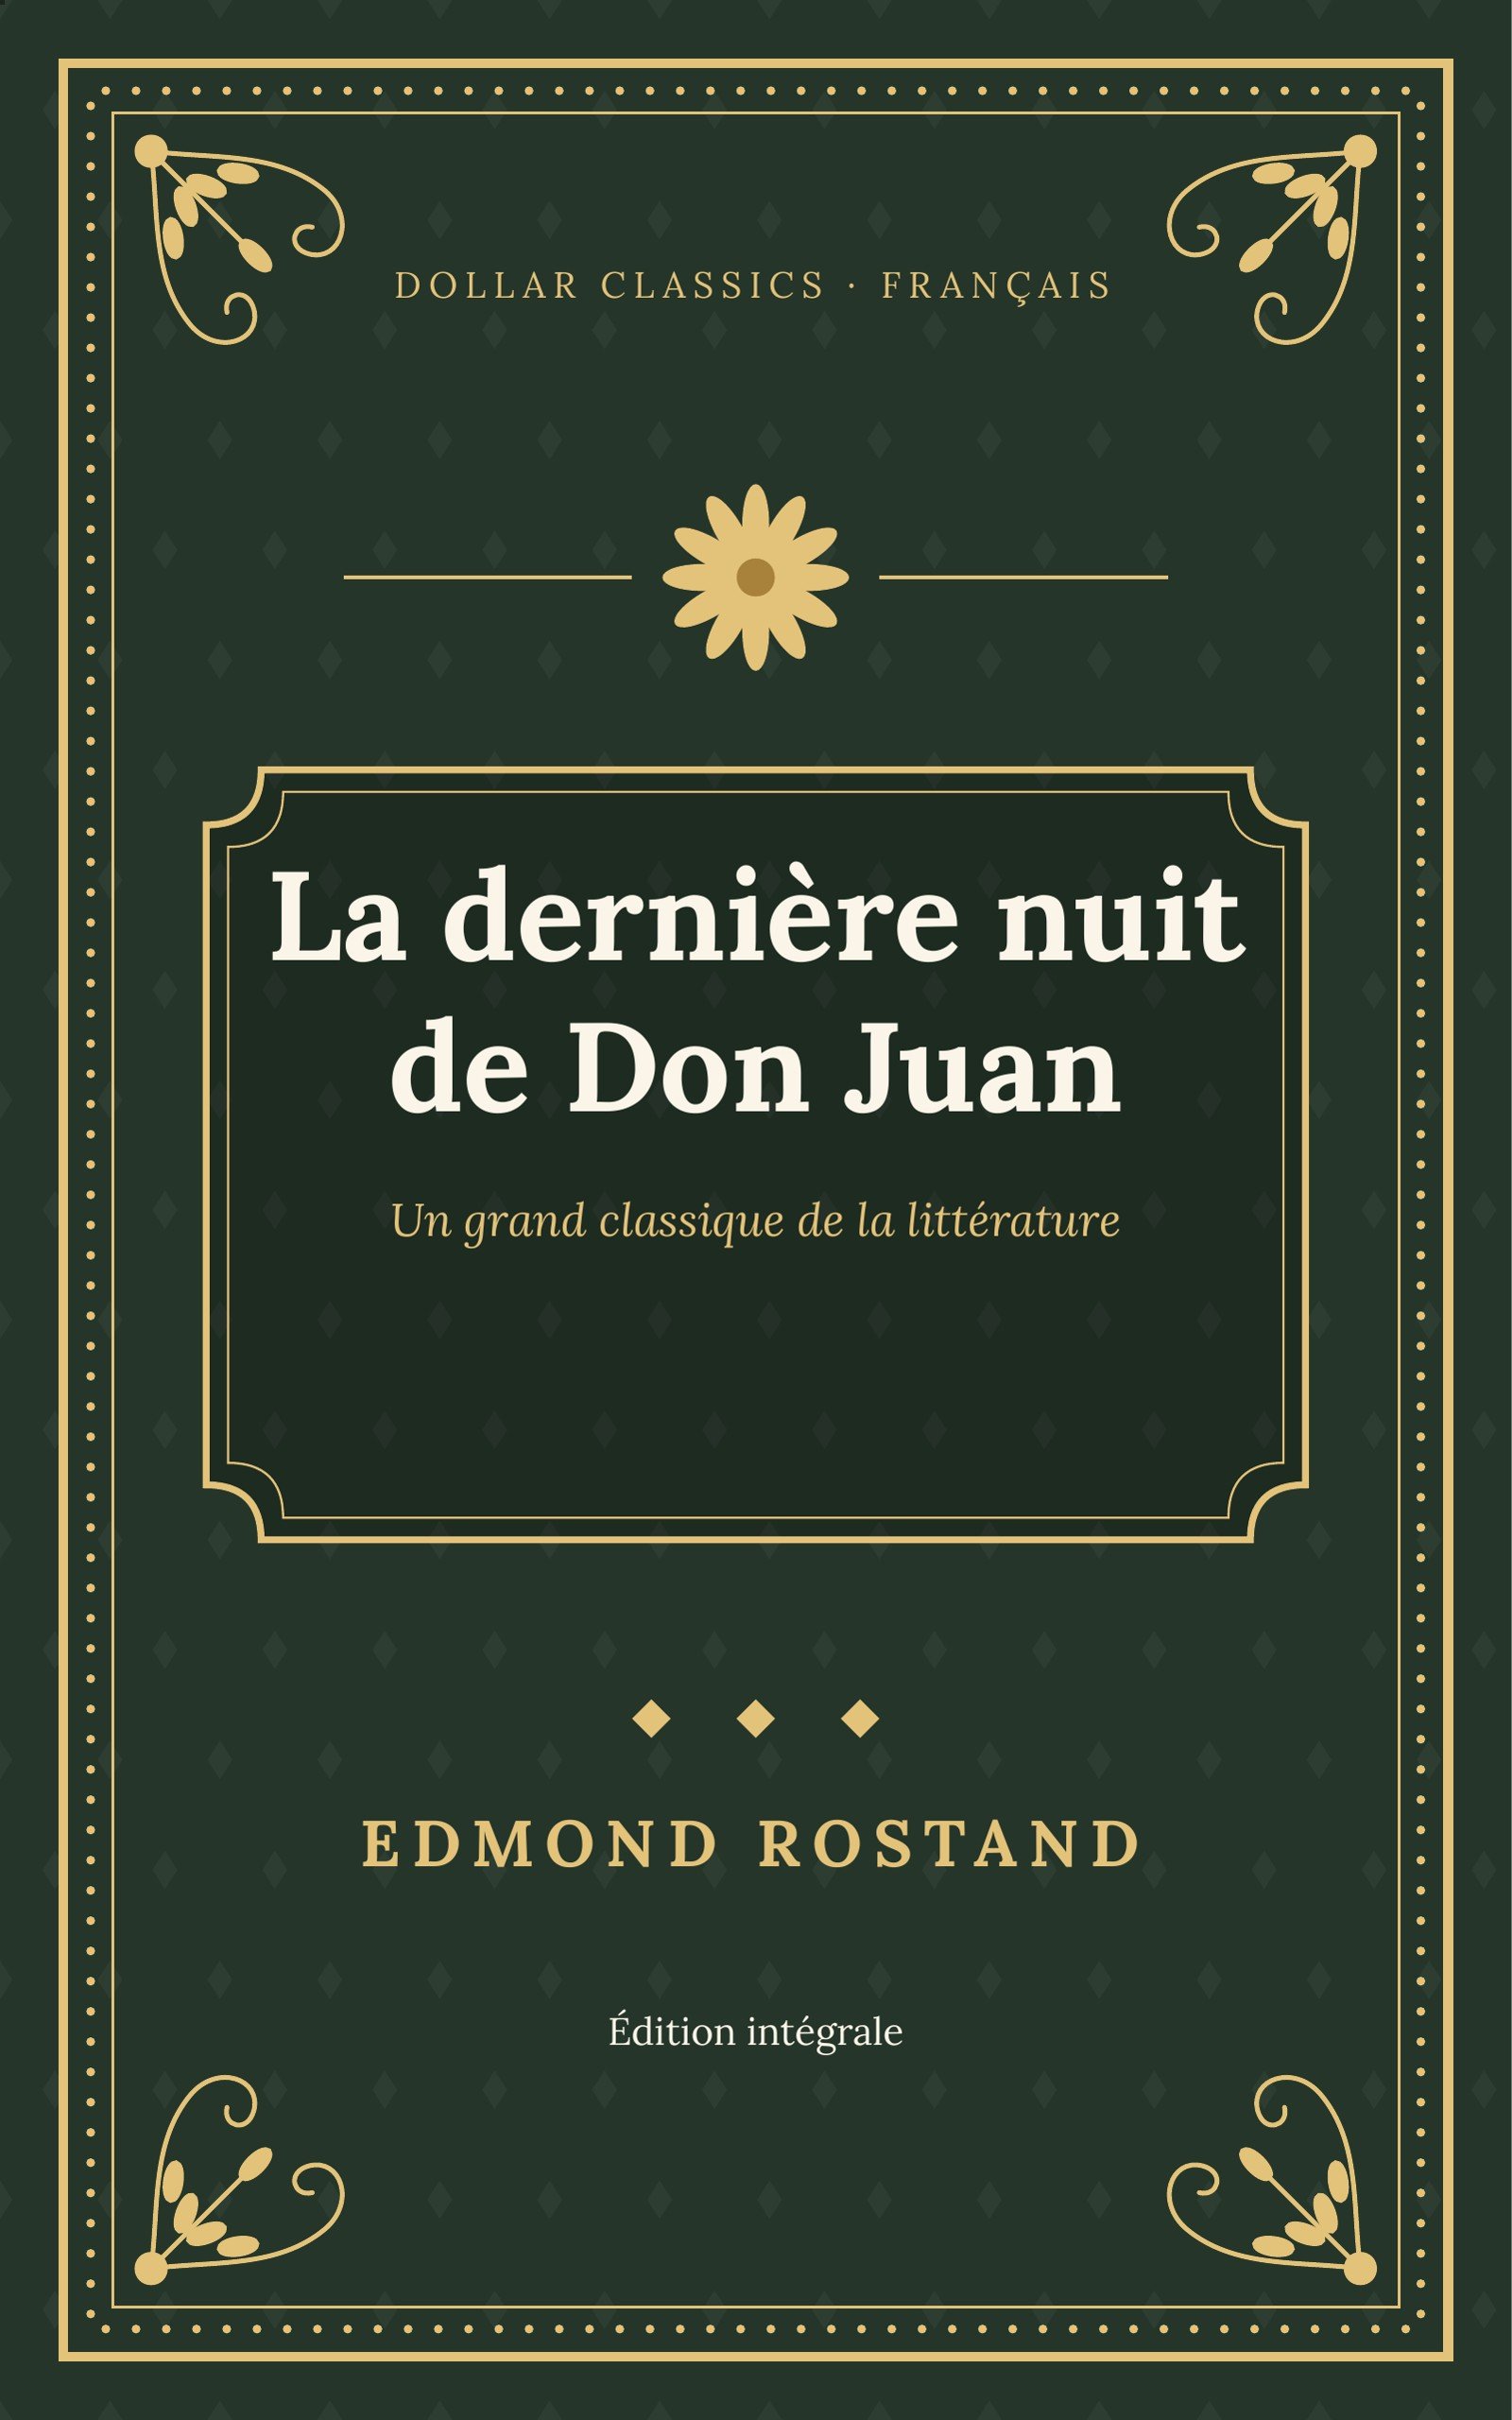 DOLLAR CLASSICS · FRANÇAIS
La dernière nuit
de Don Juan
Un grand classique de la littérature
EDMOND ROSTAND
Édition intégrale